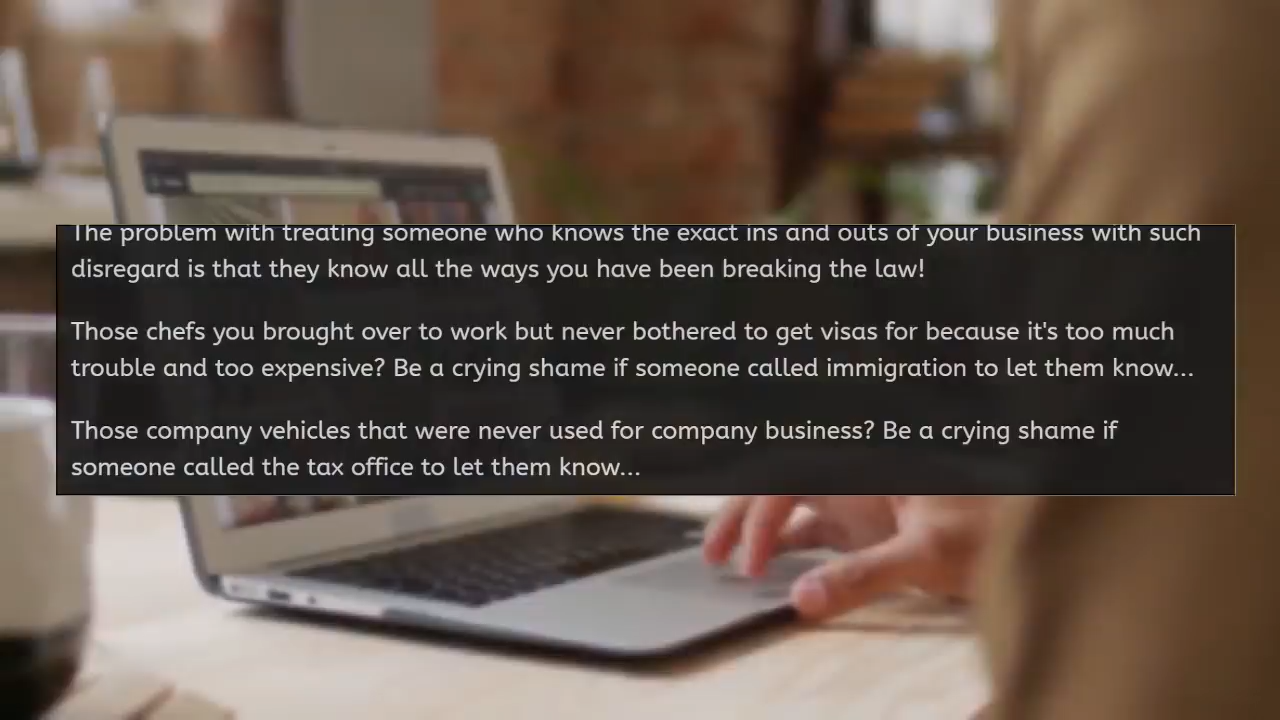 The problem with treating someone who knows the exact ins and outs of your business with such
disregard is that they know all the ways you have been breaking the law!
Those chefs you brought over to work but never bothered to get visas for because it's too much
trouble and too expensive? Be a crying shame if someone called immigration to let them know...
Those company vehicles that were never used for company business? Be a crying shame if
someone called the tax office to let them know...